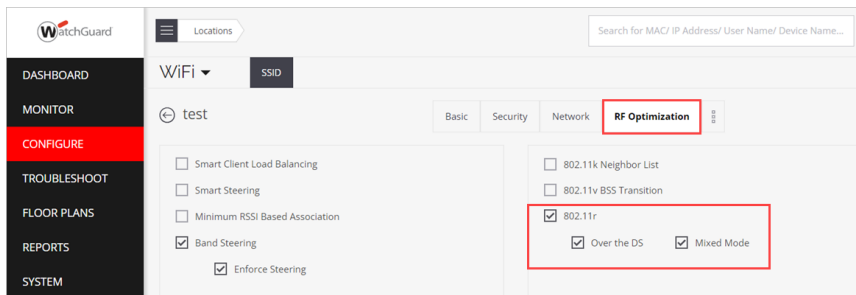 WatchGuard
Locations
Search for MAC/ IP Address/ User Name/ Device Name...
DASHBOARD
WiFi
SSID
MONITOR
test
Basic
Security
Network
RF Optimization
CONFIGURE
Smart Client Load Balancing
802.11k Neighbor List
TROUBLESHOOT
Smart Steering
802.11v BSS Transition
FLOOR PLANS
Minimum RSSI Based Association
802.11r
REPORTS
Band Steering
Over the DS
Mixed Mode
Enforce Steering
SYSTEM